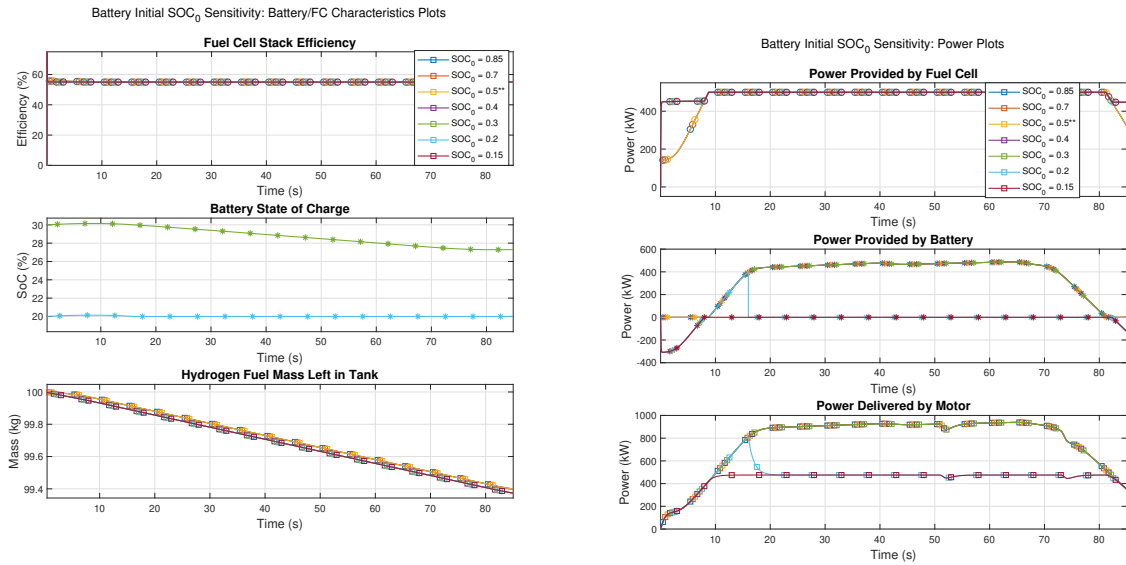 Battery Initial SOC0 Sensitivity: Battery/FC Characteristics Plots
Fuel Cell Stack Efficiency
Efficiency (%)
60
40
20
0
10 20 30 40 50 60 70 80
Time (s)
SOC0 = 0.85
SOC0 = 0.7
SOC0 = 0.5**
SOC0 = 0.4
SOC0 = 0.3
SOC0 = 0.2
SOC0 = 0.15
Battery State of Charge
SoC (%)
30
28
26
24
22
20
10 20 30 40 50 60 70 80
Time (s)
Hydrogen Fuel Mass Left in Tank
Mass (kg)
100
99.8
99.6
99.4
10 20 30 40 50 60 70 80
Time (s)
Battery Initial SOC0 Sensitivity: Power Plots
Power Provided by Fuel Cell
Power (kW)
400
200
0
10 20 30 40 50 60 70 80
Time (s)
SOC0 = 0.85
SOC0 = 0.7
SOC0 = 0.5**
SOC0 = 0.4
SOC0 = 0.3
SOC0 = 0.2
SOC0 = 0.15
Power Provided by Battery
Power (kW)
600
400
200
0
-200
-400
10 20 30 40 50 60 70 80
Time (s)
Power Delivered by Motor
Power (kW)
1000
800
600
400
200
0
10 20 30 40 50 60 70 80
Time (s)